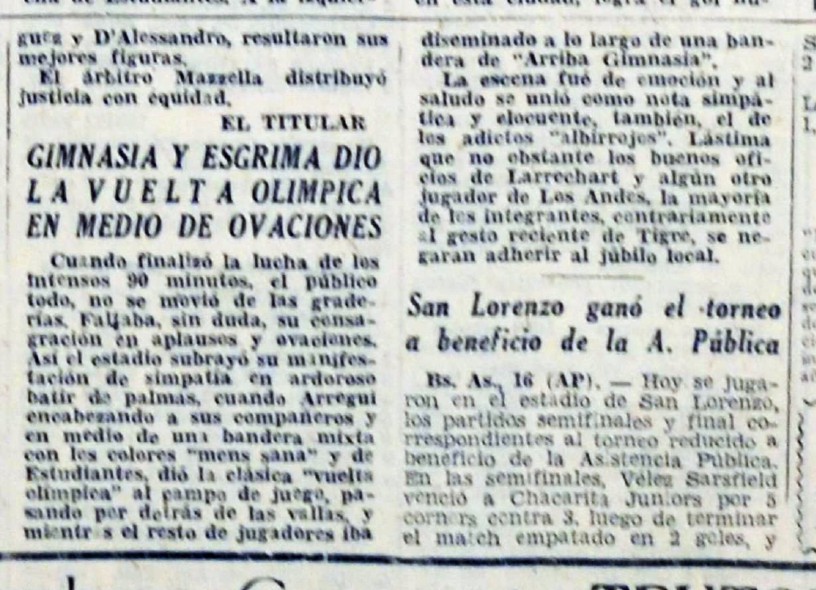 guez y D'Alessandro, resultaron sus
mejores figuras.
El árbitro Mazzella distribuyó
justicia con equidad.
EL TITULAR
GIMNASIA Y ESGRIMA DIO
LA VUELTA OLIMPICA
EN MEDIO DE OVACIONES
Cuando finalizó la lucha de los
intensos 90 minutos, el público
todo, no se movió de las grade-
rías. Faltaba, sin duda, su consa-
gración en aplausos y ovaciones.
Así el estadio subrayó su manifes-
tación de simpatía en ardoroso
batir de palmas, cuando Arregui
encabezando a sus compañeros y
en medio de una bandera mixta
con los colores "mens sana" y de
Estudiantes, dió la clásica "vuelta
olímpica" al campo de juego, pa-
sando por detrás de las vallas, y
mientras el resto de jugadores iba
diseminado a lo largo de una ban-
dera de "Arriba Gimnasia".
La escena fué de emoción y al
saludo se unió como nota simpá-
tica y elocuente, también, el de
los adictos "albirrojos". Lástima
que no obstante los buenos ofi-
cios de Larrechart y algún otro
jugador de Los Andes, la mayoría
de los integrantes, contrariamente
al gesto reciente de Tigre, se ne-
garan adherir al júbilo local.
San Lorenzo ganó el torneo
a beneficio de la A. Pública
Bs. As., 16 (AP). — Hoy se juga-
ron en el estadio de San Lorenzo,
los partidos semifinales y final co-
rrespondientes al torneo reducido a
beneficio de la Asistencia Pública.
En las semifinales, Vélez Sarsfield
venció a Chacarita Juniors por 5
corners contra 3, luego de terminar
el match empatado en 2 goles, y